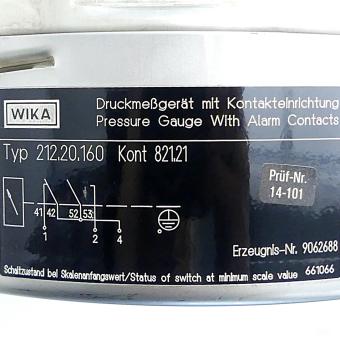 WIKA
Druckmeßgerät mit Kontakteinrichtung
Pressure Gauge With Alarm Contacts
Typ 212.20.160 Kont 821.21
Prüf-Nr.
14-101
41 42 52 53
1 2 4
Erzeugnis-Nr. 9062688
Schaltzustand bei Skalenanfangswert/Status of switch at minimum scale value 661066